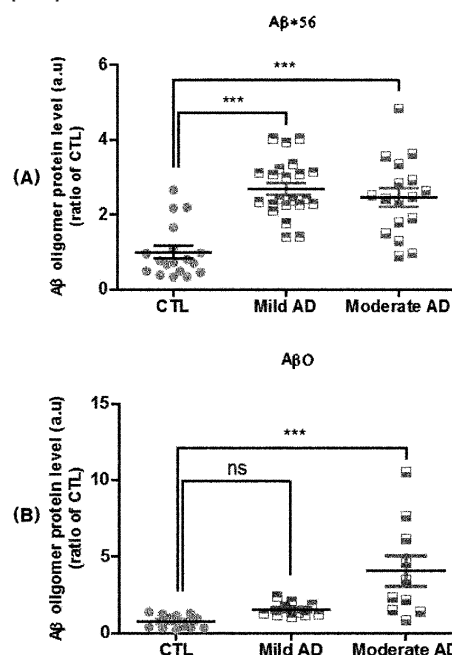 Aβ*56
(A)
Aβ oligomer protein level (a.u)
(ratio of CTL)
6
4
2
0
***
***
CTL Mild AD Moderate AD
AβO
(B)
Aβ oligomer protein level (a.u)
(ratio of CTL)
15
10
5
0
***
ns
CTL Mild AD Moderate AD